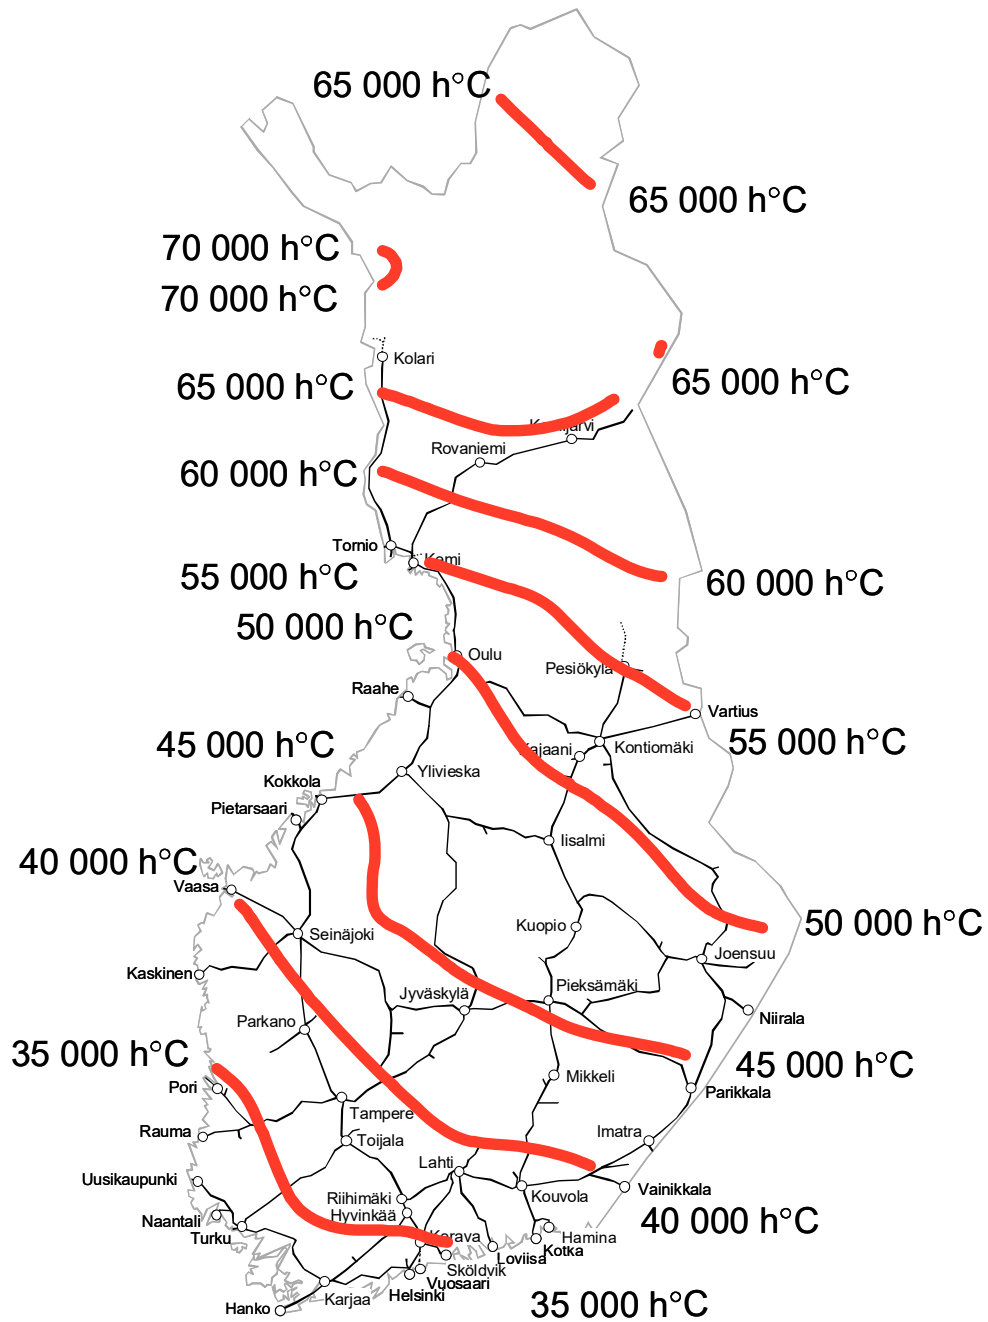 65 000 h°C
65 000 h°C
70 000 h°C
70 000 h°C
Kolari
65 000 h°C
65 000 h°C
Rovaniemi
60 000 h°C
Tornio
Kemi
55 000 h°C
60 000 h°C
50 000 h°C
Oulu
Pesiökylä
Raahe
Vartius
45 000 h°C
Kajaani
Kontiomäki
55 000 h°C
Ylivieska
Kokkola
Pietarsaari
Iisalmi
40 000 h°C
Vaasa
Seinäjoki
Kuopio
50 000 h°C
Joensuu
Kaskinen
Jyväskylä
Pieksämäki
Parkano
Niirala
35 000 h°C
45 000 h°C
Pori
Mikkeli
Parikkala
Tampere
Rauma
Toijala
Imatra
Lahti
Uusikaupunki
Kouvola
Vainikkala
Riihimäki
Hyvinkää
Naantali
Turku
40 000 h°C
Kerava
Hamina
Kotka
Loviisa
Sköldvik
Vuosaari
Helsinki
Karjaa
Hanko
35 000 h°C